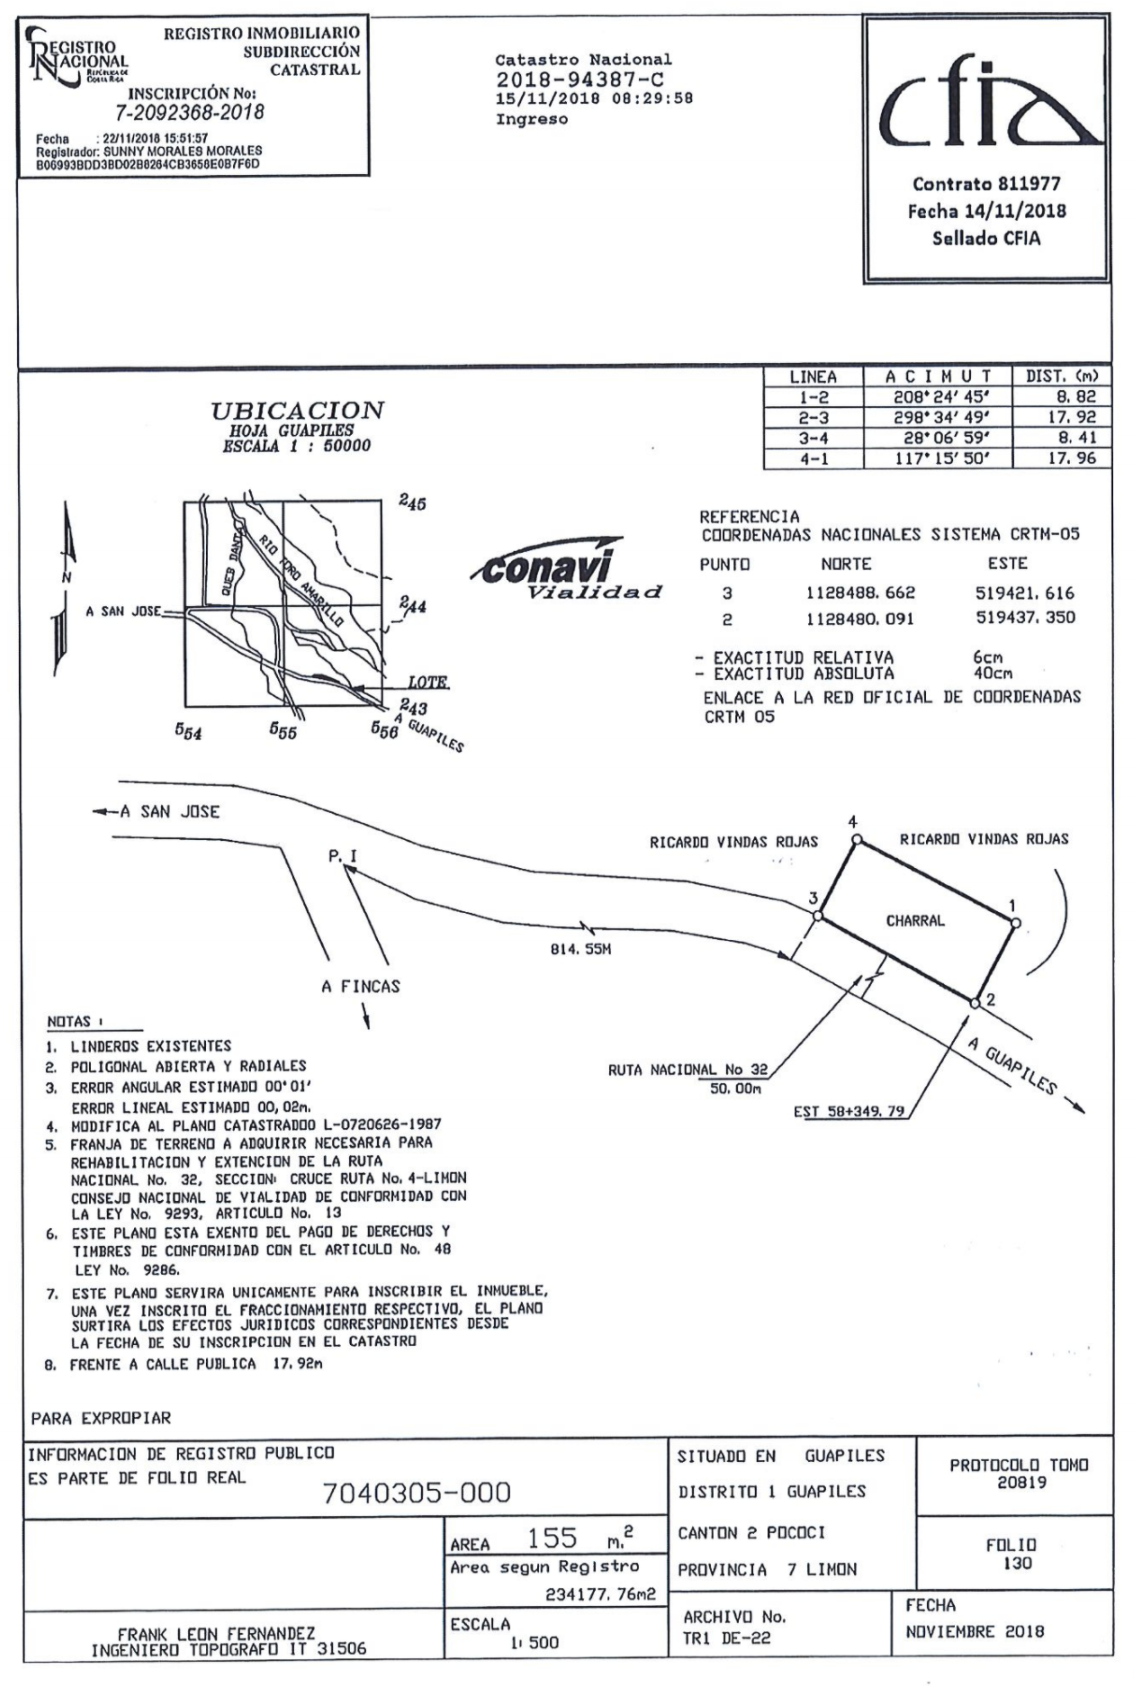 REGISTRO NACIONAL
REPÚBLICA DE COSTA RICA
REGISTRO INMOBILIARIO
SUBDIRECCIÓN
CATASTRAL
INSCRIPCIÓN No:
7-2092368-2018
Fecha : 22/11/2018 15:51:57
Registrador: SUNNY MORALES MORALES
B06993BDD3BD02B8264CB3658E0B7F6D
Catastro Nacional
2018-94387-C
15/11/2018 08:29:58
Ingreso
cfia
Contrato 811977
Fecha 14/11/2018
Sellado CFIA
LINEA ACIMUT DIST. (m)
1-2 208°24'45" 8.82
2-3 298°34'49" 17.92
3-4 28°06'59" 8.41
4-1 117°15'50" 17.96
UBICACION
HOJA GUAPILES
ESCALA 1 : 50000
245
244
243
554
555
556
N
A SAN JOSE
QUEB DANTA
RIO TORO AMARILLO
LOTE
A GUAPILES
conavi
Vialidad
REFERENCIA
COORDENADAS NACIONALES SISTEMA CRTM-05
PUNTO NORTE ESTE
3 1128488.662 519421.616
2 1128480.091 519437.350
- EXACTITUD RELATIVA 6cm
- EXACTITUD ABSOLUTA 40cm
ENLACE A LA RED OFICIAL DE COORDENADAS
CRTM 05
A SAN JOSE
P. I
A FINCAS
814.55M
RICARDO VINDAS ROJAS
RICARDO VINDAS ROJAS
4
3
1
2
CHARRAL
RUTA NACIONAL No 32
50.00m
EST 58+349.79
A GUAPILES
NOTAS :
1. LINDEROS EXISTENTES
2. POLIGONAL ABIERTA Y RADIALES
3. ERROR ANGULAR ESTIMADO 00°01'
ERROR LINEAL ESTIMADO 00,02m.
4. MODIFICA AL PLANO CATASTRADOO L-0720626-1987
5. FRANJA DE TERRENO A ADQUIRIR NECESARIA PARA
REHABILITACION Y EXTENCION DE LA RUTA
NACIONAL No. 32, SECCION: CRUCE RUTA No. 4-LIMON
CONSEJO NACIONAL DE VIALIDAD DE CONFORMIDAD CON
LA LEY No. 9293, ARTICULO No. 13
6. ESTE PLANO ESTA EXENTO DEL PAGO DE DERECHOS Y
TIMBRES DE CONFORMIDAD CON EL ARTICULO No. 48
LEY No. 9286.
7. ESTE PLANO SERVIRA UNICAMENTE PARA INSCRIBIR EL INMUEBLE,
UNA VEZ INSCRITO EL FRACCIONAMIENTO RESPECTIVO, EL PLANO
SURTIRA LOS EFECTOS JURIDICOS CORRESPONDIENTES DESDE
LA FECHA DE SU INSCRIPCION EN EL CATASTRO
8. FRENTE A CALLE PUBLICA 17.92m
PARA EXPROPIAR
INFORMACION DE REGISTRO PUBLICO
ES PARTE DE FOLIO REAL
7040305-000
AREA 155 m.2
Area segun Registro
234177.76m2
ESCALA
1: 500
FRANK LEON FERNANDEZ
INGENIERO TOPOGRAFO IT 31506
SITUADO EN GUAPILES
DISTRITO 1 GUAPILES
CANTON 2 POCOCI
PROVINCIA 7 LIMON
ARCHIVO No.
TR1 DE-22
PROTOCOLO TOMO
20819
FOLIO
130
FECHA
NOVIEMBRE 2018